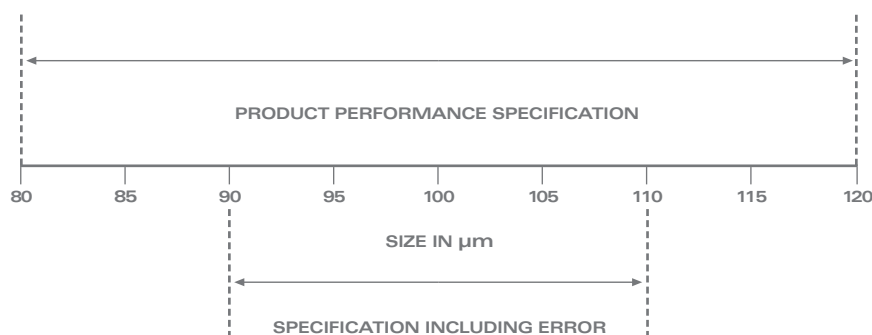 PRODUCT PERFORMANCE SPECIFICATION
80 85 90 95 100 105 110 115 120
SIZE IN µm
SPECIFICATION INCLUDING ERROR